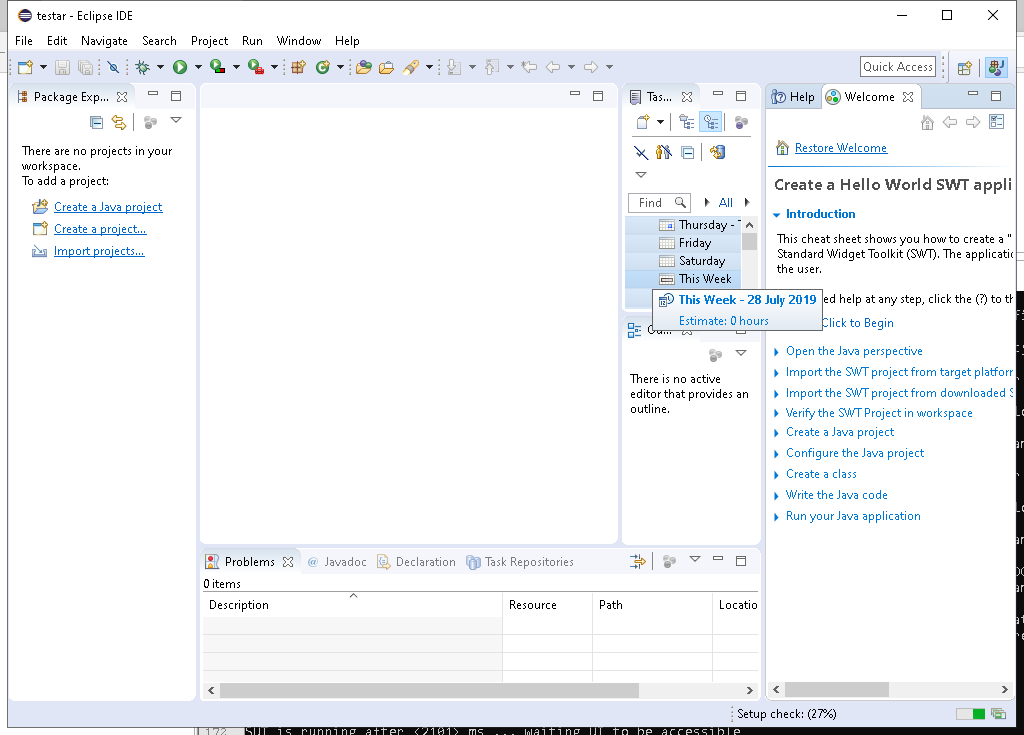 testar - Eclipse IDE
File Edit Navigate Search Project Run Window Help
Quick Access
Package Exp...
There are no projects in your
workspace.
To add a project:
Create a Java project
Create a project...
Import projects...
Tas...
Find
All
Thursday -
Friday
Saturday
This Week
This Week - 28 July 2019
Estimate: 0 hours
There is no active
editor that provides an
outline.
Help
Welcome
Restore Welcome
Create a Hello World SWT appli
Introduction
This cheat sheet shows you how to create a "
Standard Widget Toolkit (SWT). The applicatio
the user.
ed help at any step, click the (?) to th
Click to Begin
Open the Java perspective
Import the SWT project from target platform
Import the SWT project from downloaded S
Verify the SWT Project in workspace
Create a Java project
Configure the Java project
Create a class
Write the Java code
Run your Java application
Problems
@ Javadoc
Declaration
Task Repositories
0 items
Description Resource Path Locatio
Setup check: (27%)
172 SUT is running after <2101> ms ... waiting UI to be accessible